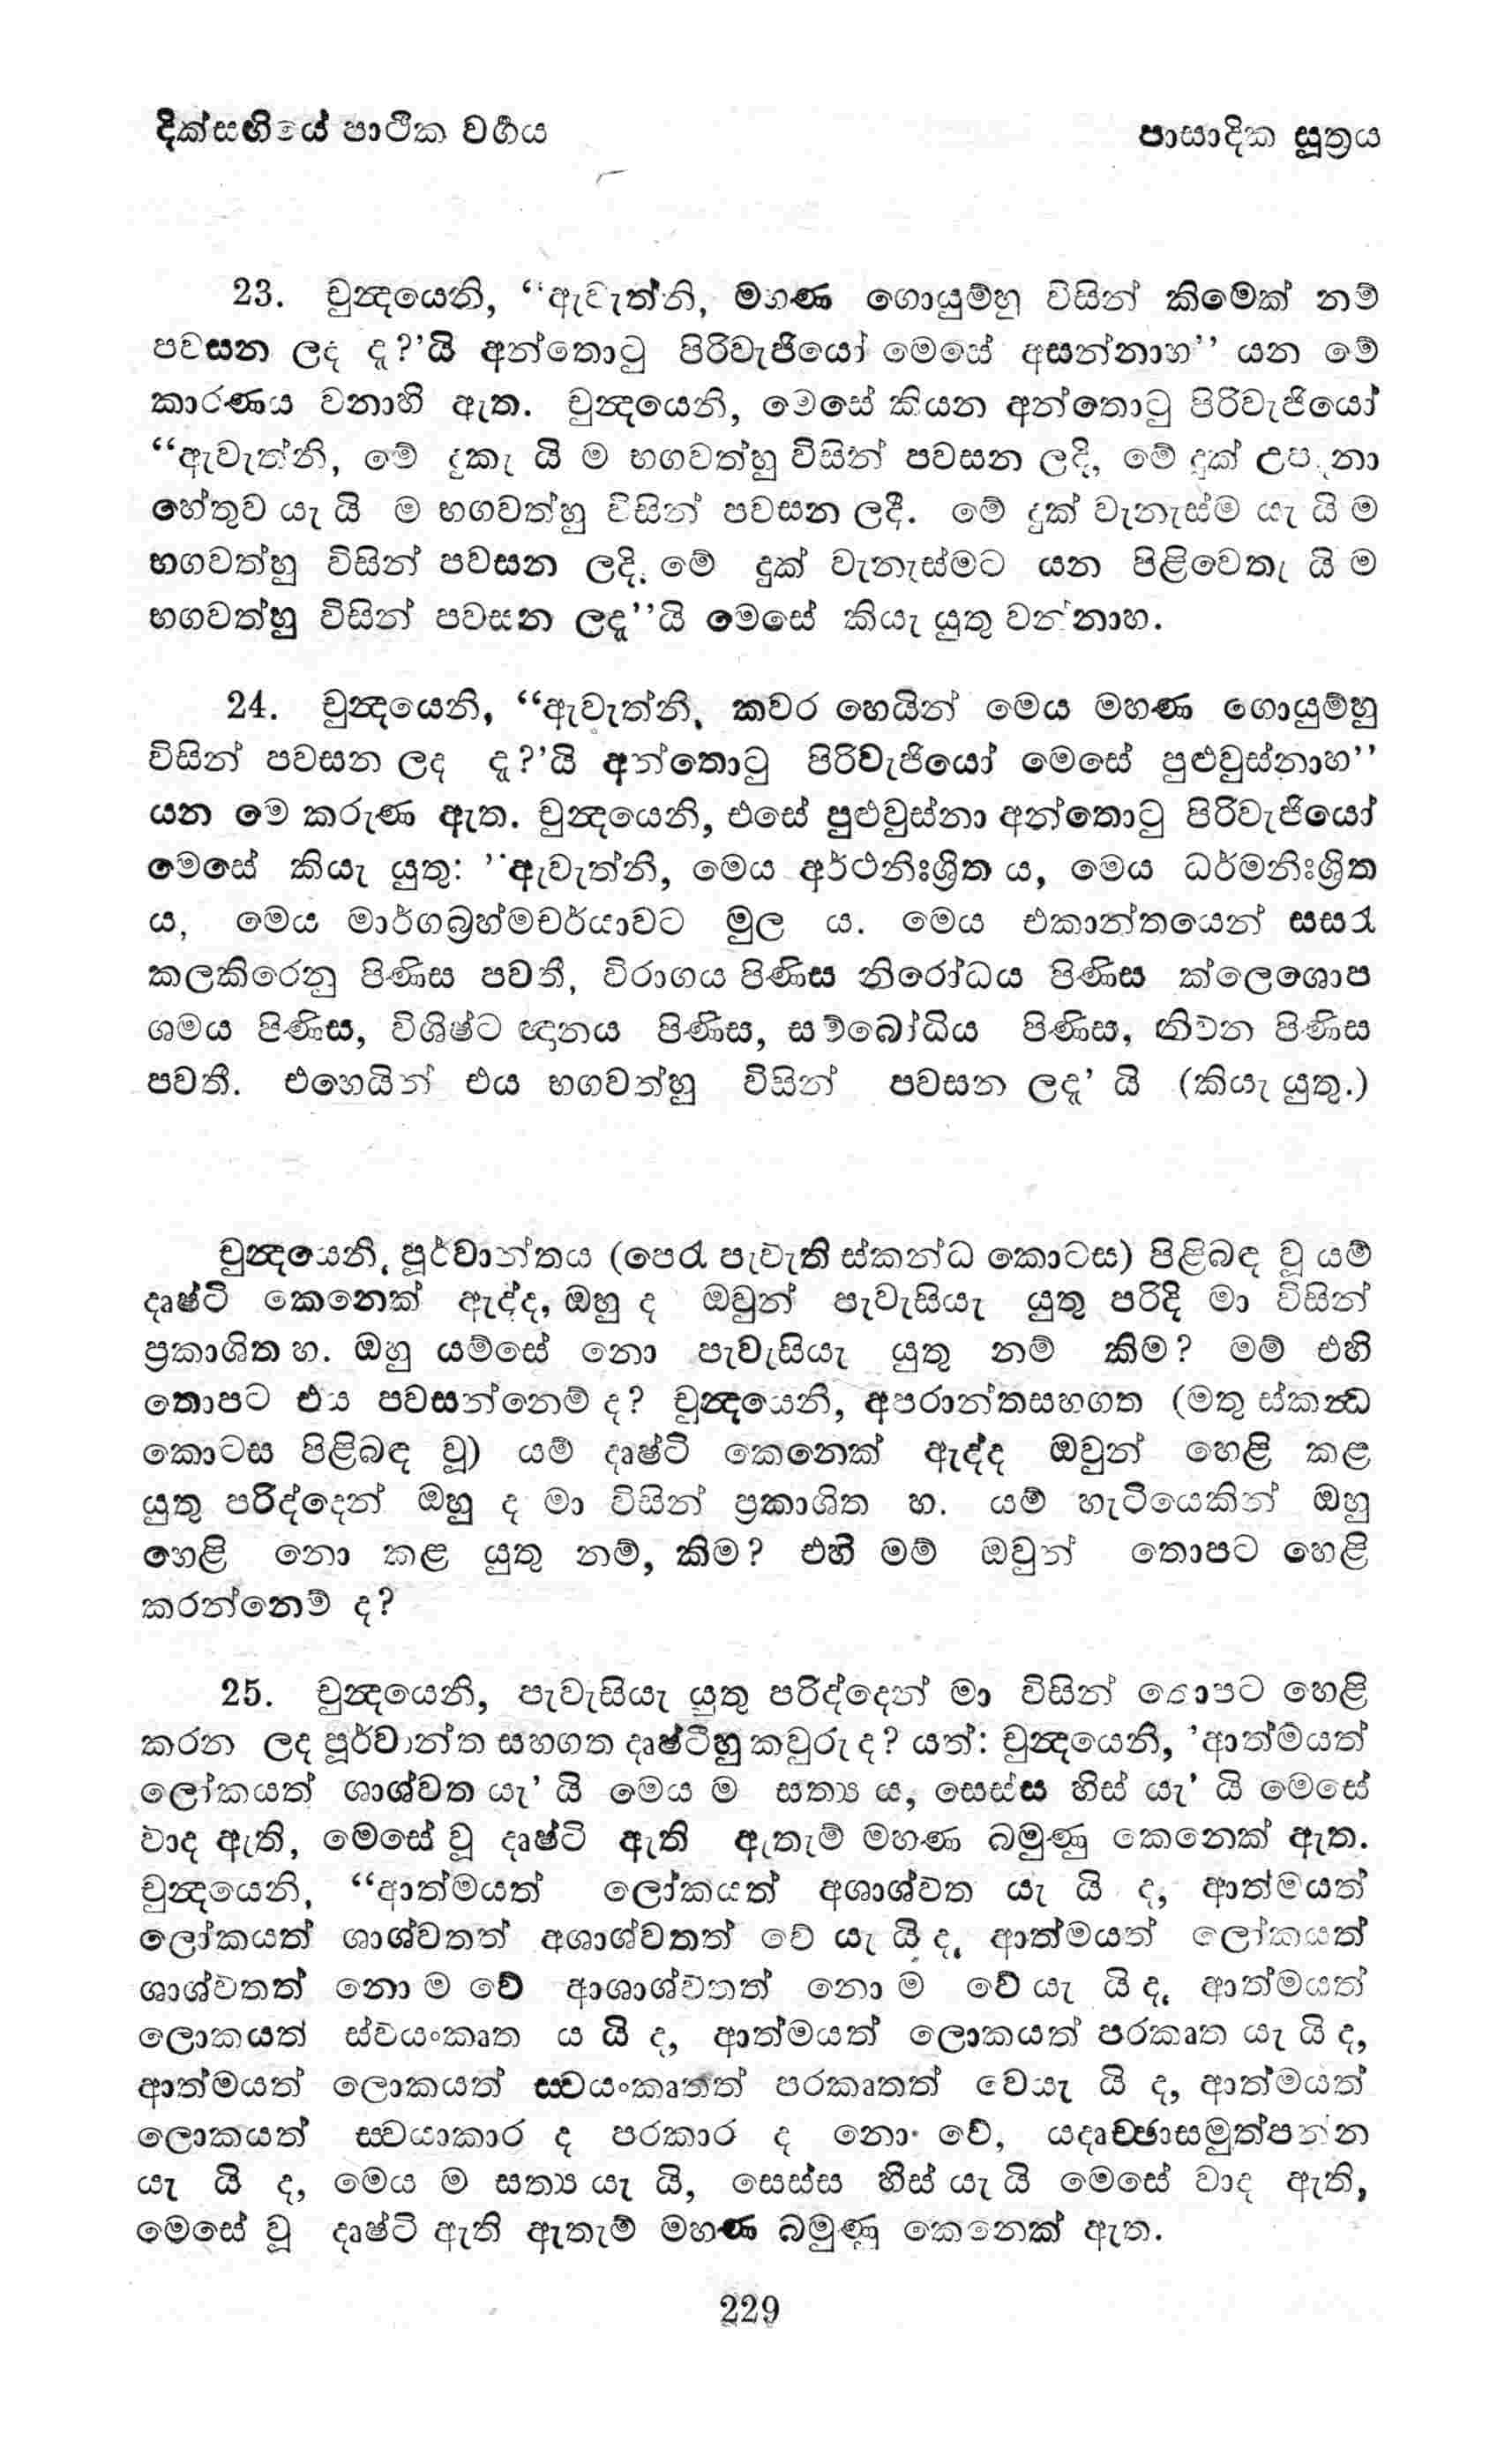 දික්සඟියේ පාථික වර්‍ගය
පාසාදික සූත්‍රය
23. චුන්‍දයෙනි, “ඇවැත්නි, මහණ ගොයුම්හු විසින් කිමෙක් නම්
පවසන ලද දැ?’යි අන්තොටු පිරිවැජියෝ මෙසේ අසන්නාහ’’ යන මේ
කාරණය වනාහි ඇත. චුන්‍දයෙනි, මෙසේ කියන අන්තොටු පිරිවැජියෝ
“ඇවැත්නි, මේ දුකැ යි ම භගවත්හු විසින් පවසන ලදි, මේ දුක් උපදනා
හේතුව යැ යි ම භගවත්හු විසින් පවසන ලදී. මේ දුක් වැනැස්ම යැ යි ම
භගවත්හු විසින් පවසන ලදි, මේ දුක් වැනැස්මට යන පිළිවෙතැ යි ම
භගවත්හු විසින් පවසන ලදැ’’යි මෙසේ කියැ යුතු වන්නාහ.
24. චුන්‍දයෙනි, “ඇවැත්නි, කවර හෙයින් මෙය මහණ ගොයුම්හු
විසින් පවසන ලද දැ?’යි අන්තොටු පිරිවැජියෝ මෙසේ පුළුවුස්නාහ’’
යන මෙ කරුණ ඇත. චුන්‍දයෙනි, එසේ පුළුවුස්නා අන්තොටු පිරිවැජියෝ
මෙසේ කියැ යුතු: ’‘ඇවැත්නි, මෙය අර්ථනිඃශ්‍රිත ය, මෙය ධර්මනිඃශ්‍රිත
ය, මෙය මාර්ගබ්‍රහ්මචර්යාවට මුල ය. මෙය එකාන්තයෙන් සසරැ
කලකිරෙනු පිණිස පවතී, විරාගය පිණිස නිරෝධය පිණිස ක්ලෙශොප
ශමය පිණිස, විශිෂ්ට ඥානය පිණිස, සම්බෝධිය පිණිස, නිවන පිණිස
පවතී. එහෙයින් එය භගවත්හු විසින් පවසන ලදැ’ යි (කියැ යුතු.)
චුන්‍දයෙනි, පූර්වාන්තය (පෙරැ පැවැති ස්කන්ධ කොටස) පිළිබඳ වූ යම්
දෘෂ්ටි කෙනෙක් ඇද්ද, ඔහු ද ඔවුන් පැවැසියැ යුතු පරිදි මා විසින්
ප්‍රකාශිත හ. ඔහු යම්සේ නො පැවැසියැ යුතු නම් කිම? මම් එහි
තොපට එය පවසන්නෙම් ද? චුන්‍දයෙනි, අපරාන්තසහගත (මතු ස්කන්‍ධ
කොටස පිළිබඳ වූ) යම් දෘෂ්ටි කෙනෙක් ඇද්ද ඔවුන් හෙළි කළ
යුතු පරිද්දෙන් ඔහු ද මා විසින් ප්‍රකාශිත හ. යම් හැටියෙකින් ඔහු
හෙළි නො කළ යුතු නම්, කිම? එහි මම් ඔවුන් තොපට හෙළි
කරන්නෙම් ද?
25. චුන්‍දයෙනි, පැවැසියැ යුතු පරිද්දෙන් මා විසින් තොපට හෙළි
කරන ලද පූර්වාන්ත සහගත දෘෂ්ටිහු කවුරු ද? යත්: චුන්‍දයෙනි, ’ආත්මයත්
ලෝකයත් ශාශ්වත යැ’ යි මෙය ම සත්‍ය ය, සෙස්ස හිස් යැ’ යි මෙසේ
වාද ඇති, මෙසේ වූ දෘෂ්ටි ඇති ඇතැම් මහණ බමුණු කෙනෙක් ඇත.
චුන්‍දයෙනි, “ආත්මයත් ලෝකයත් අශාශ්වත යැ යි ද, ආත්මයත්
ලෝකයත් ශාශ්වතත් අශාශ්වතත් වේ යැ යි ද, ආත්මයත් ලෝකයත්
ශාශ්වතත් නො ම වේ ආශාශ්වතත් නො ම වේ යැ යි ද, ආත්මයත්
ලොකයත් ස්වයංකෘත ය යි ද, ආත්මයත් ලොකයත් පරකෘත යැ යි ද,
ආත්මයත් ලොකයත් ස්‍වයංකෘතත් පරකෘතත් වෙයැ යි ද, ආත්මයත්
ලොකයත් ස්‍වයාකාර ද පරකාර ද නො වේ, යදෘච්ඡාසමුත්පන්න
යැ යි ද, මෙය ම සත්‍ය යැ යි, සෙස්ස හිස් යැ යි මෙසේ වාද ඇති,
මෙසේ වූ දෘෂ්ටි ඇති ඇතැම් මහණ බමුණු කෙනෙක් ඇත.
229